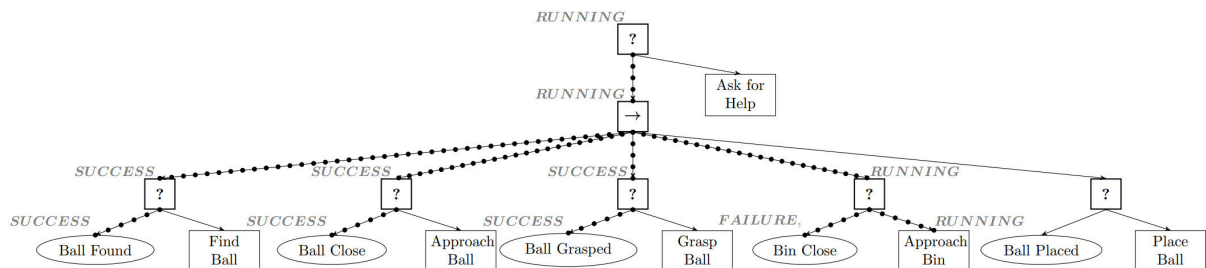 RUNNING
?
Ask for
Help
RUNNING
→
SUCCESS
?
SUCCESS
?
SUCCESS
?
RUNNING
?
?
SUCCESS
Ball Found
Find
Ball
SUCCESS
Ball Close
Approach
Ball
SUCCESS
Ball Grasped
Grasp
Ball
FAILURE
Bin Close
RUNNING
Approach
Bin
Ball Placed
Place
Ball